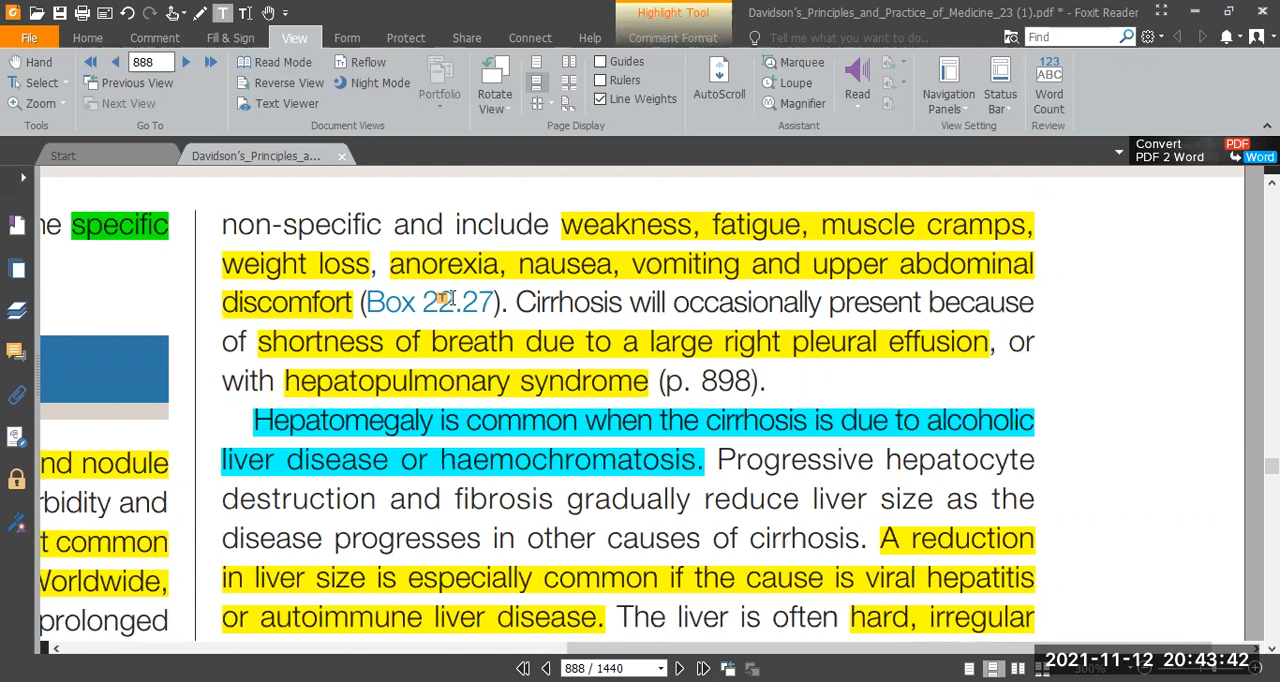 Highlight Tool
Davidson's_Principles_and_Practice_of_Medicine_23 (1).pdf * - Foxit Reader
File Home Comment Fill & Sign View Form Protect Share Connect Help Comment Format Tell me what you want to do.. Find
Hand 888 Read Mode Reflow Guides Marquee 123
Select Previous View Reverse View Night Mode Rulers Loupe ABC
Zoom Next View Text Viewer Portfolio Rotate View Line Weights AutoScroll Magnifier Read Navigation Panels Status Bar Word Count
Tools Go To Document Views Page Display Assistant View Setting Review
Start Davidson's_Principles_a... Convert PDF 2 Word PDF Word
specific
nd nodule
rbidity and
t common
Worldwide,
prolonged
non-specific and include weakness, fatigue, muscle cramps,
weight loss, anorexia, nausea, vomiting and upper abdominal
discomfort (Box 22.27). Cirrhosis will occasionally present because
of shortness of breath due to a large right pleural effusion, or
with hepatopulmonary syndrome (p. 898).
Hepatomegaly is common when the cirrhosis is due to alcoholic
liver disease or haemochromatosis. Progressive hepatocyte
destruction and fibrosis gradually reduce liver size as the
disease progresses in other causes of cirrhosis. A reduction
in liver size is especially common if the cause is viral hepatitis
or autoimmune liver disease. The liver is often hard, irregular
888 / 1440
2021-11-12 20:43:42